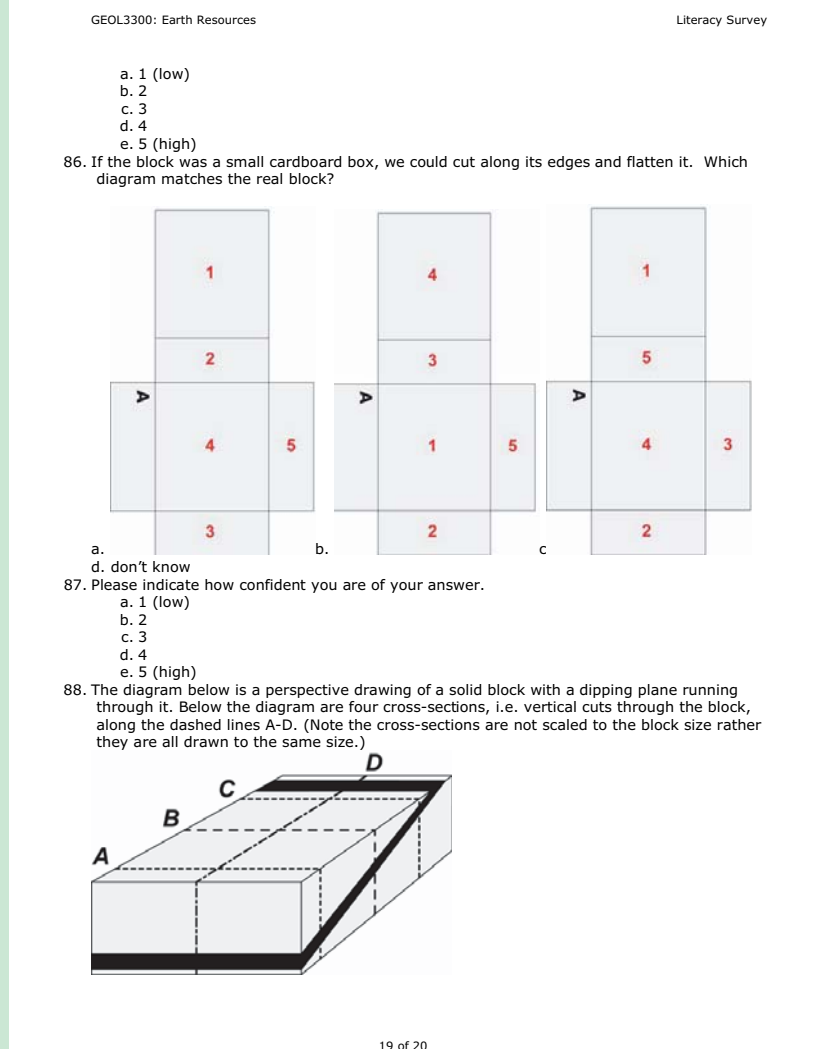 GEOL3300: Earth Resources Literacy Survey
a. 1 (low)
b. 2
c. 3
d. 4
e. 5 (high)
86. If the block was a small cardboard box, we could cut along its edges and flatten it. Which
diagram matches the real block?
1
4
1
2
3
5
A
A
A
4 5
1 5
4 3
3
2
2
a. b. c
d. don't know
87. Please indicate how confident you are of your answer.
a. 1 (low)
b. 2
c. 3
d. 4
e. 5 (high)
88. The diagram below is a perspective drawing of a solid block with a dipping plane running
through it. Below the diagram are four cross-sections, i.e. vertical cuts through the block,
along the dashed lines A-D. (Note the cross-sections are not scaled to the block size rather
they are all drawn to the same size.)
D
C
B
A
19 of 20